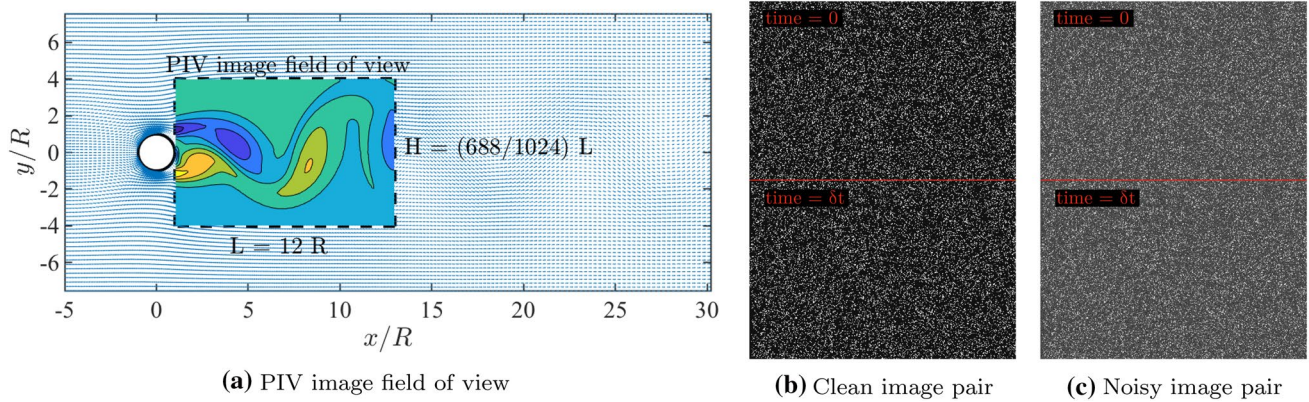 PIV image field of view
H = (688/1024) L
L = 12 R
y/R
6
4
2
0
-2
-4
-6
-5
0
5
10
15
20
25
30
x/R
(a) PIV image field of view
time = 0
time = δt
(b) Clean image pair
time = 0
time = δt
(c) Noisy image pair